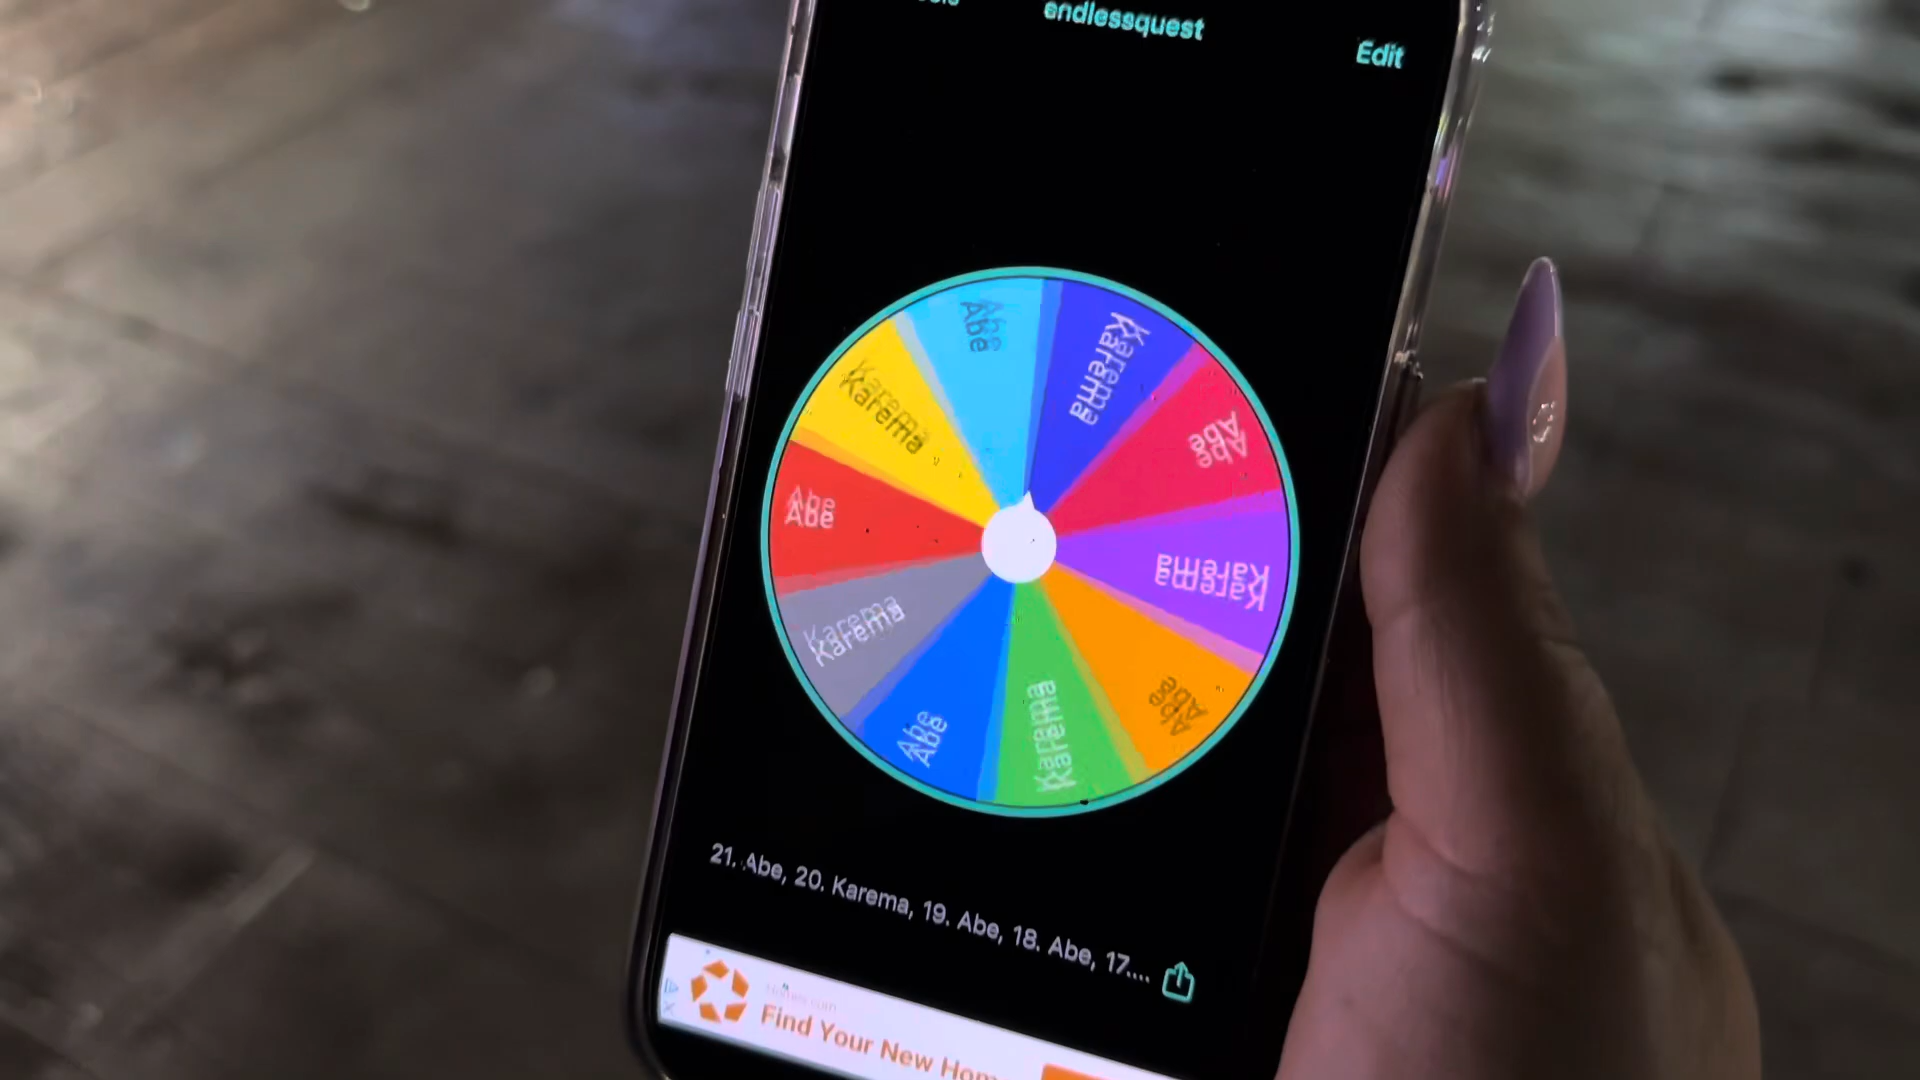 endlessquest
Edit
Abe
Karema
Karema
Abe
Abe
Karema
Karema
Abe
Abe
Karema
21. Abe, 20. Karema, 19. Abe, 18. Abe, 17....
Find Your New Home